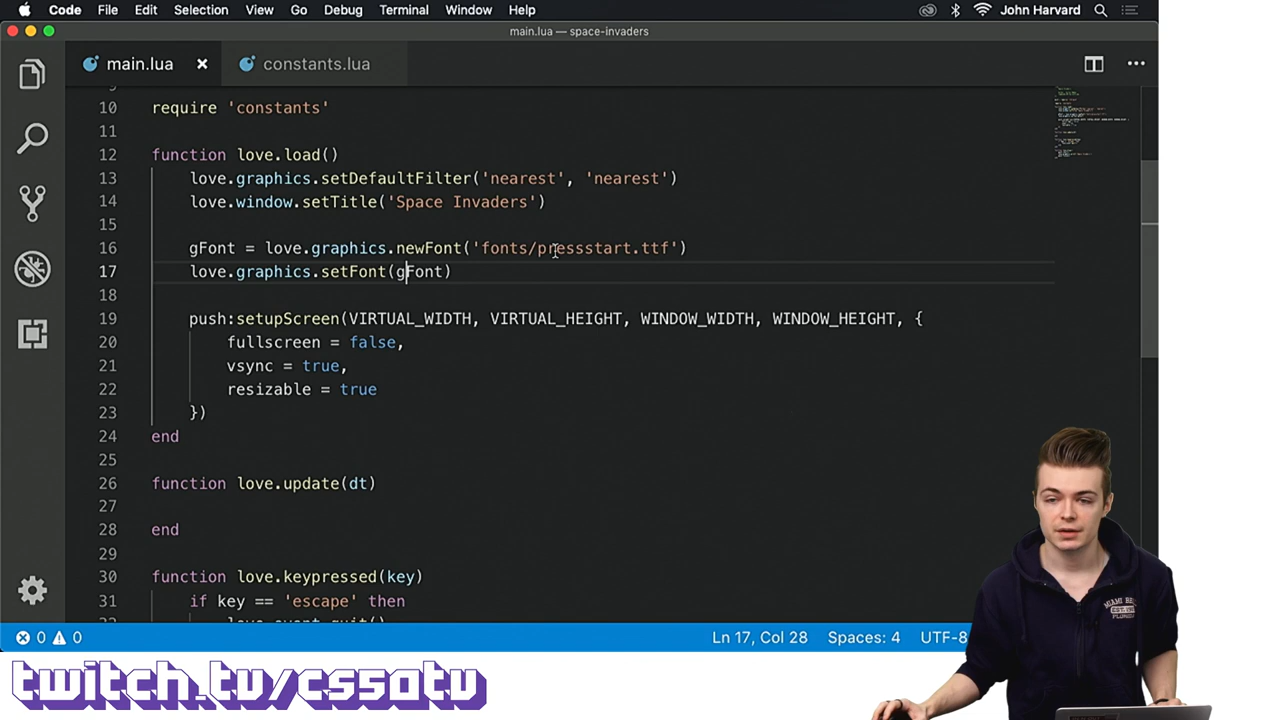 Code File Edit Selection View Go Debug Terminal Window Help John Harvard
main.lua — space-invaders
main.lua constants.lua
10 require 'constants'
11
12 function love.load()
13 love.graphics.setDefaultFilter('nearest', 'nearest')
14 love.window.setTitle('Space Invaders')
15
16 gFont = love.graphics.newFont('fonts/pressstart.ttf')
17 love.graphics.setFont(gFont)
18
19 push:setupScreen(VIRTUAL_WIDTH, VIRTUAL_HEIGHT, WINDOW_WIDTH, WINDOW_HEIGHT, {
20 fullscreen = false,
21 vsync = true,
22 resizable = true
23 })
24 end
25
26 function love.update(dt)
27
28 end
29
30 function love.keypressed(key)
31 if key == 'escape' then
love.event.quit()
0 0 Ln 17, Col 28 Spaces: 4 UTF-8
MIAMI
twitch.tv/cs50tv